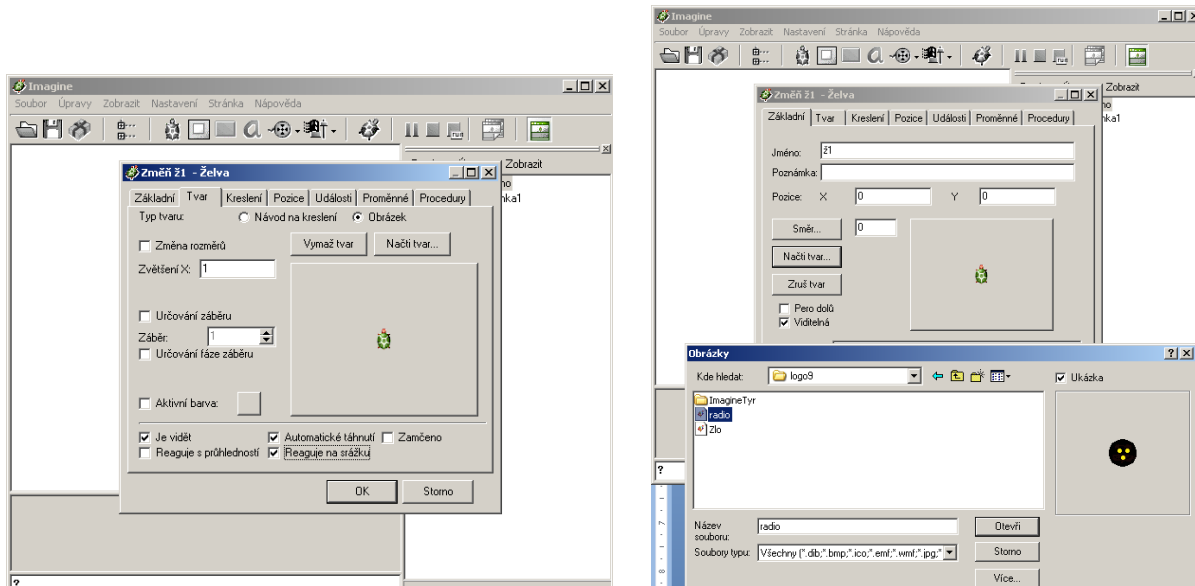 Imagine
Soubor Úpravy Zobrazit Nastavení Stránka Nápověda
Zobrazit
Změň ž1 - Želva
Základní Tvar Kreslení Pozice Události Proměnné Procedury
Typ tvaru: Návod na kreslení Obrázek
Změna rozměrů Vymaž tvar Načti tvar...
Zvětšení X: 1
Určování záběru
Záběr: 1
Určování fáze záběru
Aktivní barva:
Je vidět Automatické táhnutí Zamčeno
Reaguje s průhledností Reaguje na srážku
OK Storno
?
Imagine
Soubor Úpravy Zobrazit Nastavení Stránka Nápověda
Zobrazit
Změň ž1 - Želva
Základní Tvar Kreslení Pozice Události Proměnné Procedury
Jméno: ž1
Poznámka:
Pozice: X 0 Y 0
Směr... 0
Načti tvar...
Zruš tvar
Pero dolů
Viditelná
Obrázky
Kde hledat: logo9 Ukázka
ImagineTyr
radio
Zlo
?
Název souboru: radio Otevři
Soubory typu: Všechny (*.dib;*.bmp;*.ico;*.emf;*.wmf;*.jpg;* Storno
Více...